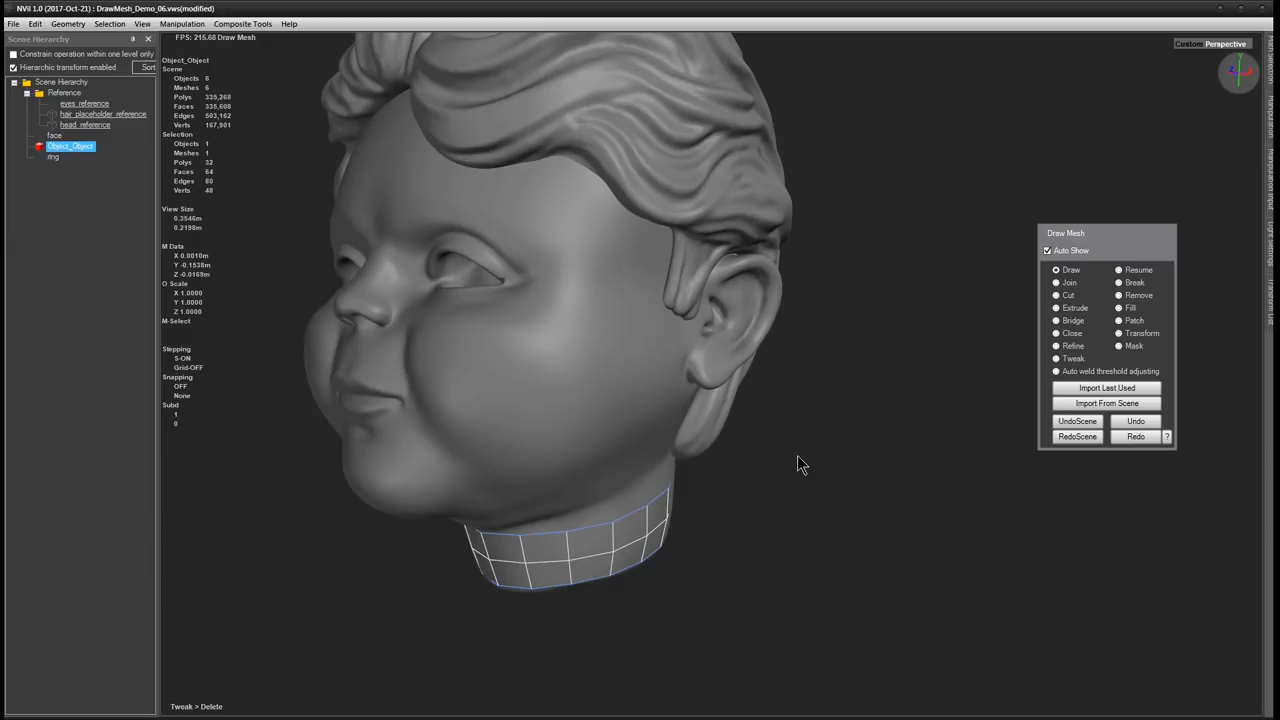 NVil 1.0 (2017-Oct-21) : DrawMesh_Demo_06.vws(modified)
File Edit Geometry Selection View Manipulation Composite Tools Help
Scene Hierarchy
Constrain operation within one level only
Hierarchic transform enabled Sort
Scene Hierarchy
Reference
eyes_reference
hair_placeholder_reference
head_reference
face
Object_Object
ring
FPS: 215.68 Draw Mesh
Object_Object
Scene
Objects 6
Meshes 6
Polys 335,268
Faces 335,608
Edges 503,162
Verts 167,901
Selection
Objects 1
Meshes 1
Polys 32
Faces 64
Edges 80
Verts 48
View Size
0.3546m
0.2198m
M Data
X 0.0010m
Y -0.1538m
Z -0.0169m
O Scale
X 1.0000
Y 1.0000
Z 1.0000
M-Select
Stepping
S-ON
Grid-OFF
Snapping
OFF
None
Subd
1
0
Tweak > Delete
Custom Perspective
Draw Mesh
Auto Show
Draw Resume
Join Break
Cut Remove
Extrude Fill
Bridge Patch
Close Transform
Refine Mask
Tweak
Auto weld threshold adjusting
Import Last Used
Import From Scene
UndoScene Undo
RedoScene Redo ?
Manipulation
Manipulation Input
Light settings
Transform List